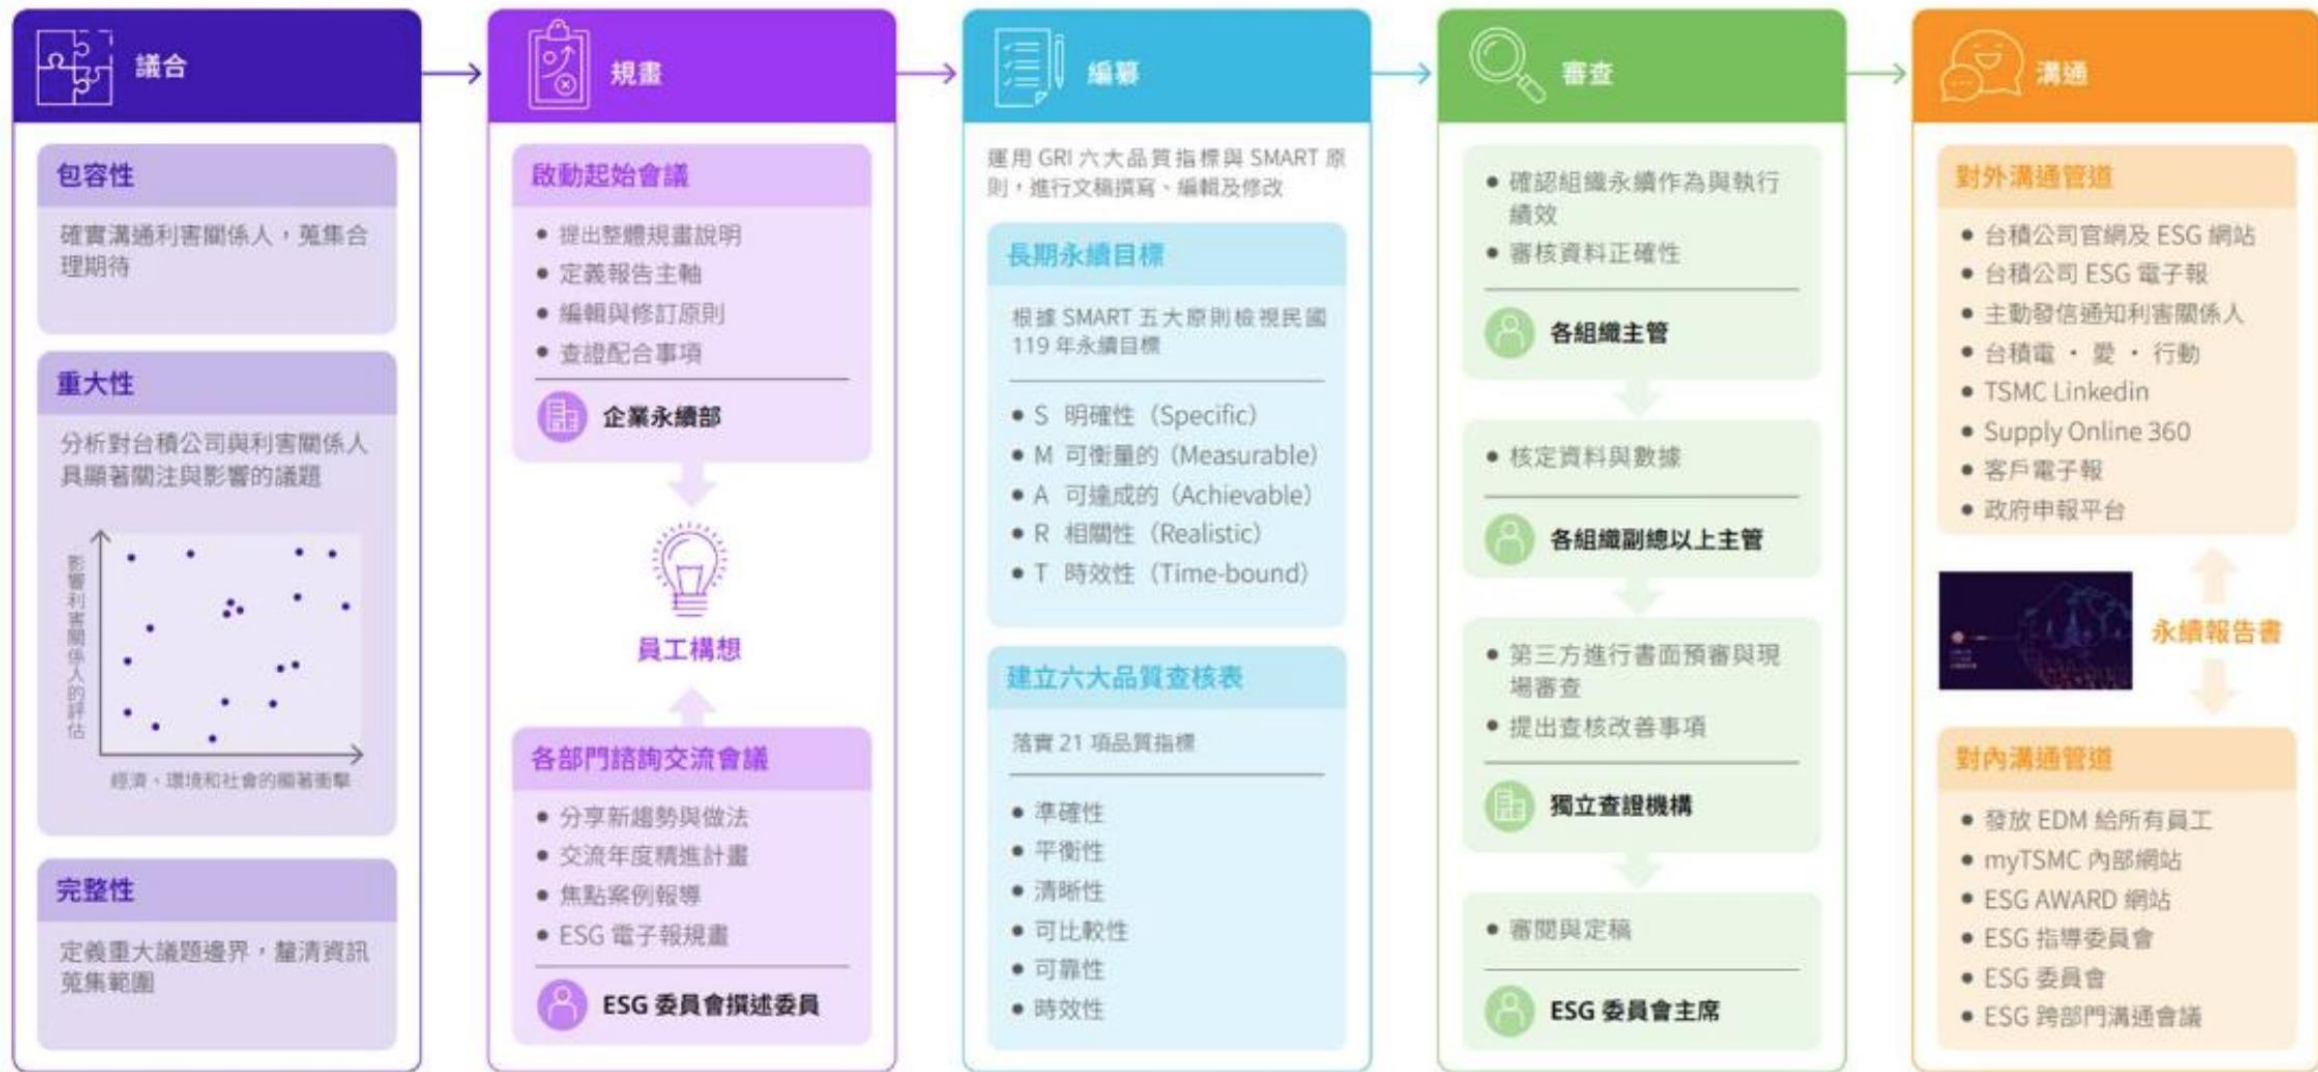 議合
包容性
確實溝通利害關係人，蒐集合
理期待
重大性
分析對台積公司與利害關係人
具顯著關注與影響的議題
影響利害關係人的評估
經濟、環境和社會的顯著衝擊
完整性
定義重大議題邊界，釐清資訊
蒐集範圍
規畫
啟動起始會議
• 提出整體規畫說明
• 定義報告主軸
• 編輯與修訂原則
• 查證配合事項
企業永續部
員工構想
各部門諮詢交流會議
• 分享新趨勢與做法
• 交流年度精進計畫
• 焦點案例報導
• ESG 電子報規畫
ESG 委員會撰述委員
編纂
運用 GRI 六大品質指標與 SMART 原
則，進行文稿撰寫、編輯及修改
長期永續目標
根據 SMART 五大原則檢視民國
119 年永續目標
• S 明確性（Specific）
• M 可衡量的（Measurable）
• A 可達成的（Achievable）
• R 相關性（Realistic）
• T 時效性（Time-bound）
建立六大品質查核表
落實 21 項品質指標
• 準確性
• 平衡性
• 清晰性
• 可比較性
• 可靠性
• 時效性
審查
• 確認組織永續作為與執行
績效
• 審核資料正確性
各組織主管
• 核定資料與數據
各組織副總以上主管
• 第三方進行書面預審與現
場審查
• 提出查核改善事項
獨立查證機構
• 審閱與定稿
ESG 委員會主席
溝通
對外溝通管道
• 台積公司官網及 ESG 網站
• 台積公司 ESG 電子報
• 主動發信通知利害關係人
• 台積電 • 愛 • 行動
• TSMC Linkedin
• Supply Online 360
• 客戶電子報
• 政府申報平台
永續報告書
對內溝通管道
• 發放 EDM 給所有員工
• myTSMC 內部網站
• ESG AWARD 網站
• ESG 指導委員會
• ESG 委員會
• ESG 跨部門溝通會議